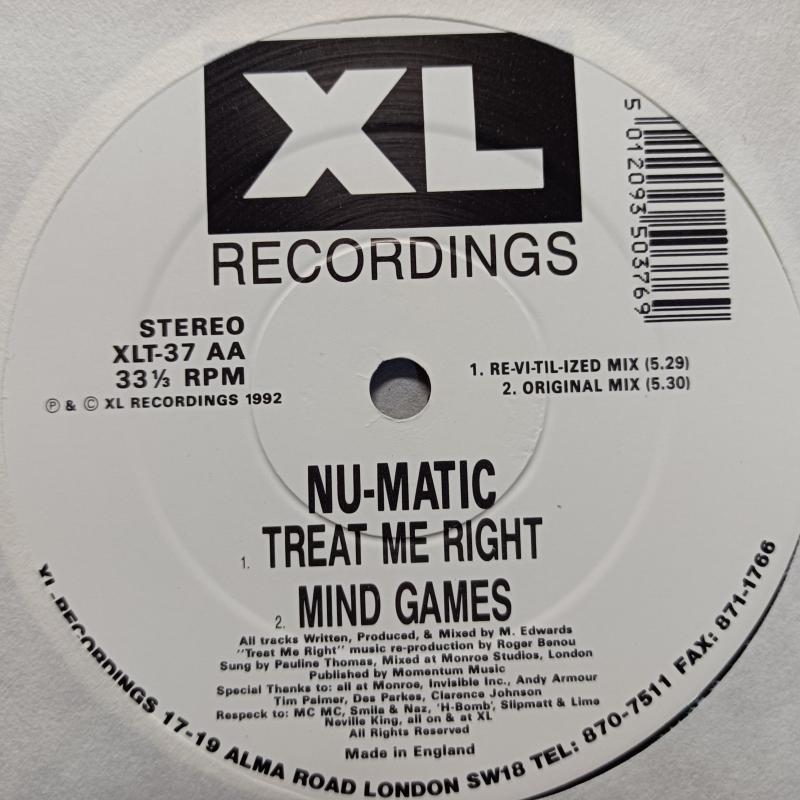 XL
RECORDINGS
5 012093 503769
STEREO
XLT-37 AA
33⅓ RPM
Ⓟ & © XL RECORDINGS 1992
1. RE-VI-TIL-IZED MIX (5.29)
2. ORIGINAL MIX (5.30)
NU-MATIC
1. TREAT ME RIGHT
2. MIND GAMES
All tracks Written, Produced, & Mixed by M. Edwards
"Treat Me Right" music re-production by Roger Benou
Sung by Pauline Thomas, Mixed at Monroe Studios, London
Published by Momentum Music
Special Thanks to: all at Monroe, Invisible Inc., Andy Armour
Tim Palmer, Des Parkes, Clarence Johnson
Respeck to: MC MC, Smila & Naz, 'H-Bomb', Slipmatt & Lime
Neville King, all on & at XL
All Rights Reserved
Made in England
XL-RECORDINGS 17-19 ALMA ROAD LONDON SW18 TEL: 870-7511 FAX: 871-1766